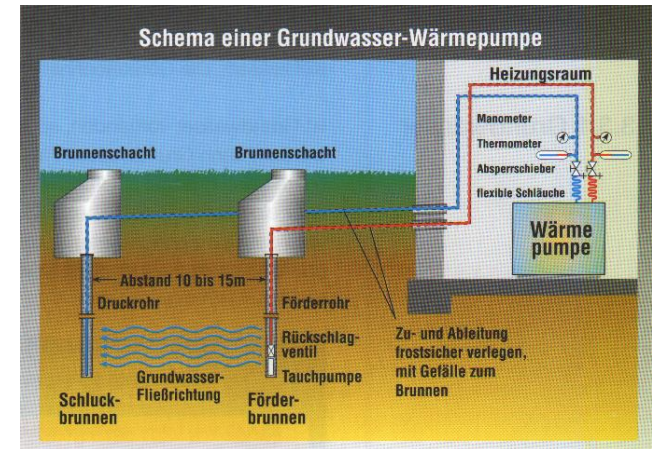 Schema einer Grundwasser-Wärmepumpe
Heizungsraum
Manometer
Thermometer
Absperrschieber
flexible Schläuche
Wärme
pumpe
Brunnenschacht
Brunnenschacht
Abstand 10 bis 15m
Druckrohr
Förderrohr
Rückschlag-
ventil
Tauchpumpe
Grundwasser-
Fließrichtung
Schluck-
brunnen
Förder-
brunnen
Zu- und Ableitung
frostsicher verlegen,
mit Gefälle zum
Brunnen